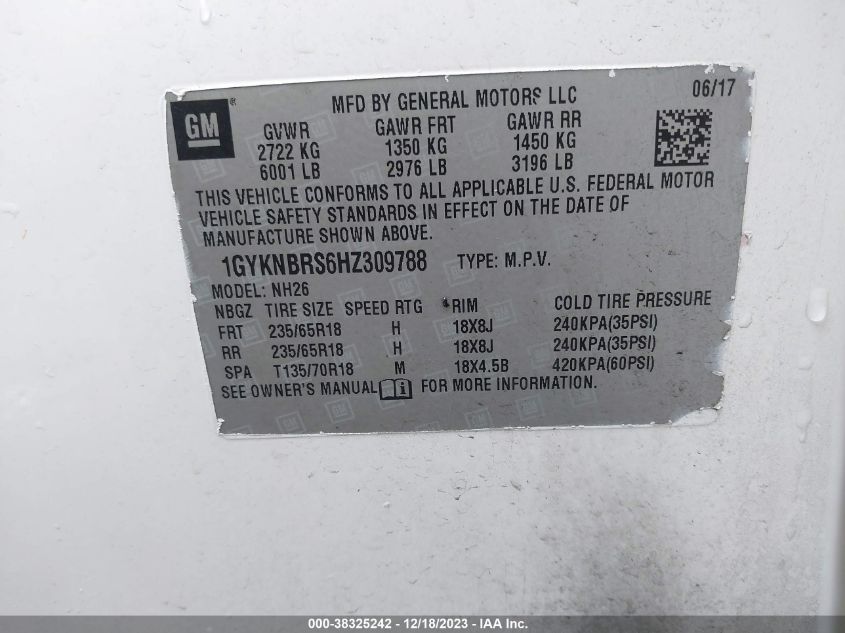 MFD BY GENERAL MOTORS LLC 06/17
GM ®
GVWR GAWR FRT GAWR RR
2722 KG 1350 KG 1450 KG
6001 LB 2976 LB 3196 LB
THIS VEHICLE CONFORMS TO ALL APPLICABLE U.S. FEDERAL MOTOR
VEHICLE SAFETY STANDARDS IN EFFECT ON THE DATE OF
MANUFACTURE SHOWN ABOVE.
1GYKNBRS6HZ309788 TYPE: M.P.V.
MODEL: NH26
NBGZ TIRE SIZE SPEED RTG RIM COLD TIRE PRESSURE
FRT 235/65R18 H 18X8J 240KPA(35PSI)
RR 235/65R18 H 18X8J 240KPA(35PSI)
SPA T135/70R18 M 18X4.5B 420KPA(60PSI)
SEE OWNER'S MANUAL FOR MORE INFORMATION.
000-38325242 - 12/18/2023 - IAA Inc.